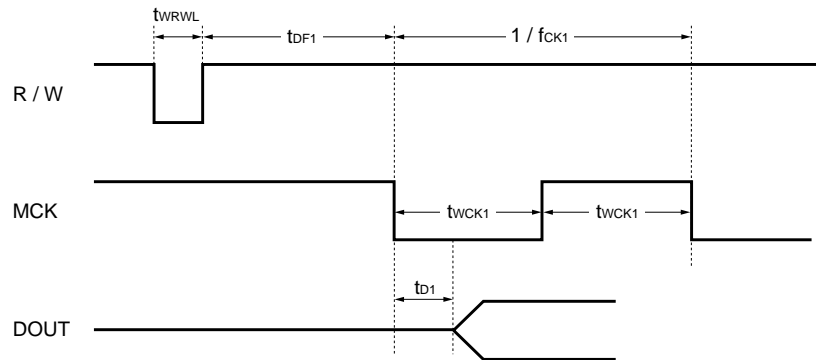 tWRWL
tDF1
1 / fCK1
R / W
MCK
tWCK1
tWCK1
tD1
DOUT